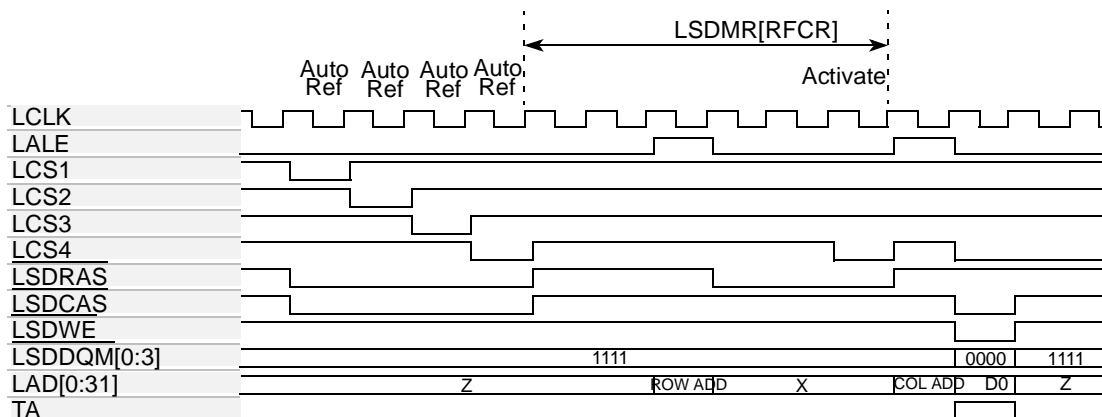 LSDMR[RFCR]
Auto Ref Auto Ref Auto Ref Auto Ref Activate
LCLK
LALE
LCS1
LCS2
LCS3
LCS4
LSDRAS
LSDCAS
LSDWE
LSDDQM[0:3] 1111 0000 1111
LAD[0:31] Z ROW ADD X COL ADD D0 Z
TA